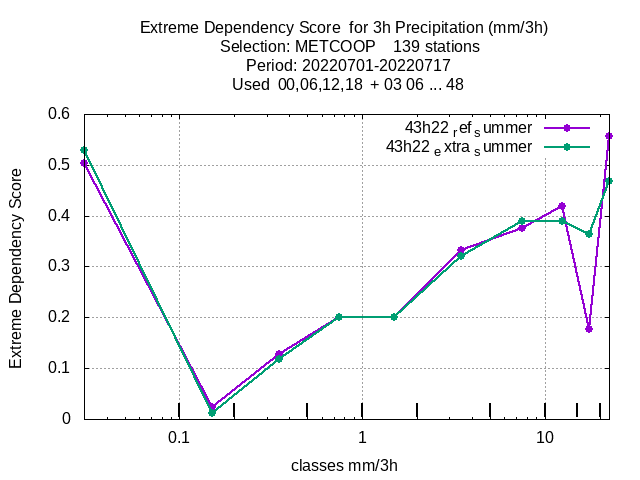 Extreme Dependency Score  for 3h Precipitation (mm/3h)
Selection: METCOOP    139 stations
Period: 20220701-20220717
Used  00,06,12,18  + 03 06 ... 48
43h22 ref summer
43h22 extra summer
Extreme Dependency Score
0.6
0.5
0.4
0.3
0.2
0.1
0
0.1 1 10
classes mm/3h